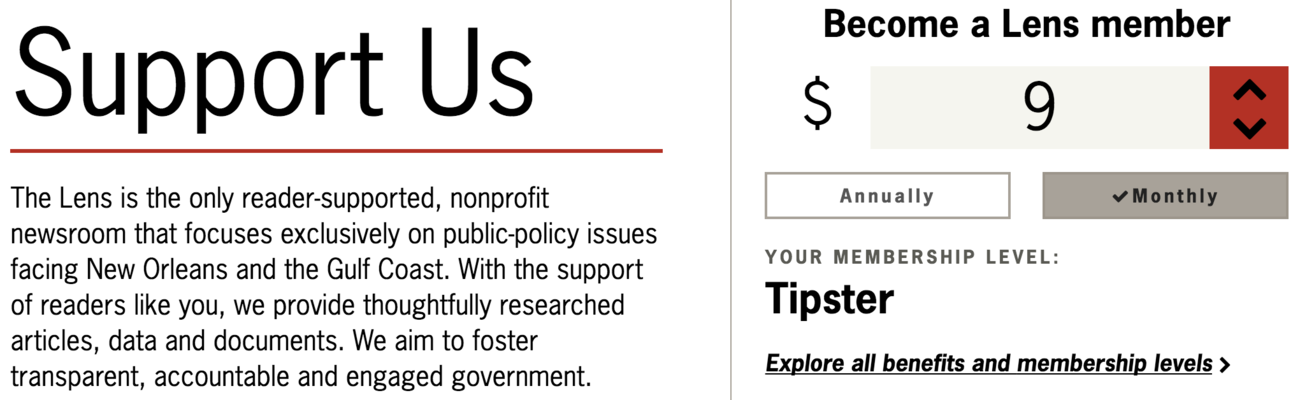 Support Us
The Lens is the only reader-supported, nonprofit
newsroom that focuses exclusively on public-policy issues
facing New Orleans and the Gulf Coast. With the support
of readers like you, we provide thoughtfully researched
articles, data and documents. We aim to foster
transparent, accountable and engaged government.
Become a Lens member
$ 9
Annually ✓Monthly
YOUR MEMBERSHIP LEVEL:
Tipster
Explore all benefits and membership levels >